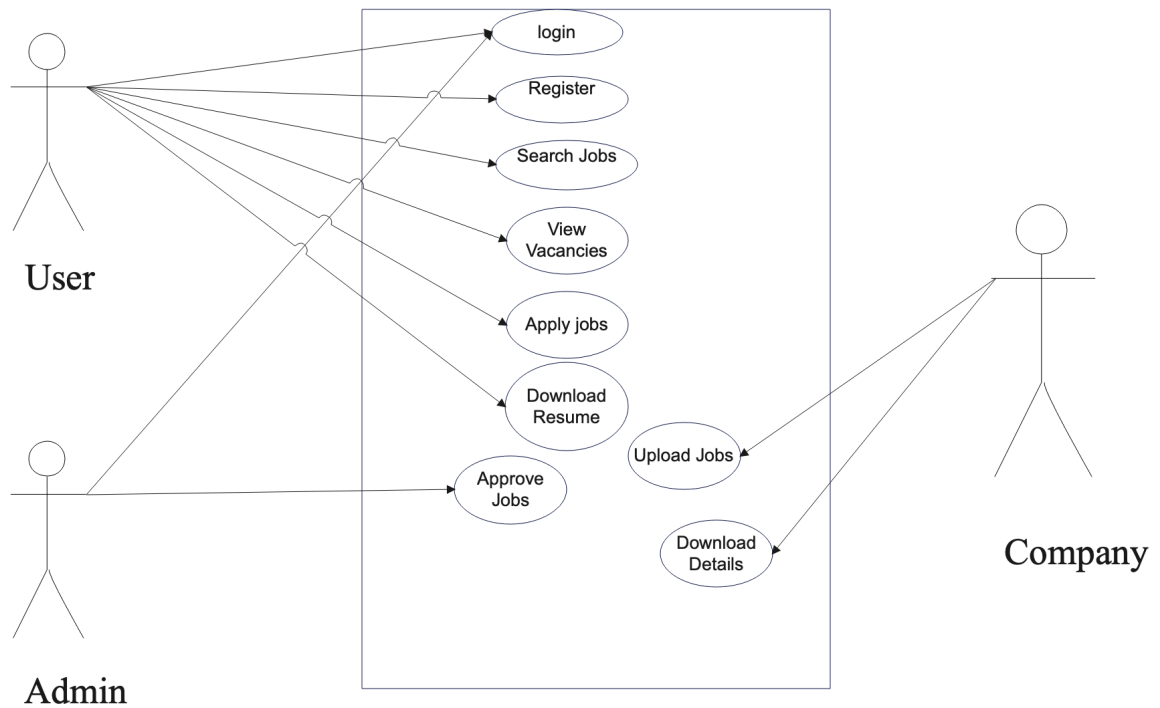 login
Register
Search Jobs
View
Vacancies
User
Apply jobs
Download
Resume
Upload Jobs
Approve
Jobs
Download
Details
Company
Admin